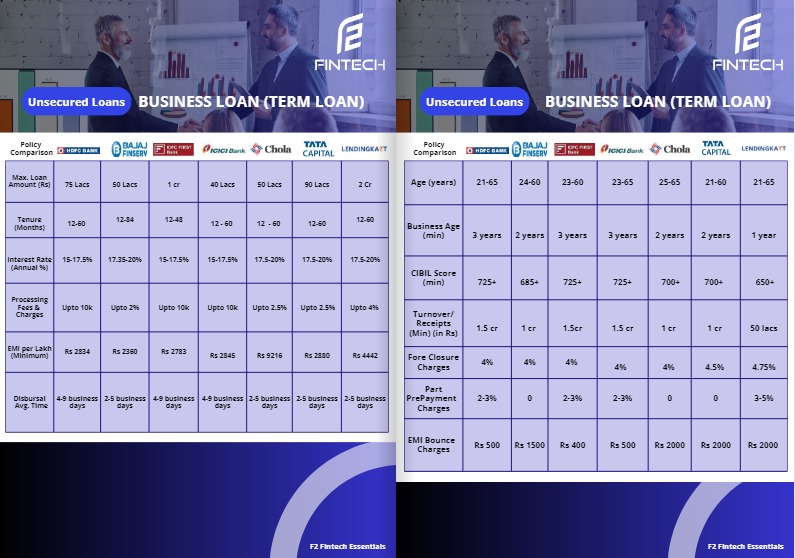 F2
FINTECH
Unsecured Loans BUSINESS LOAN (TERM LOAN)
Policy Comparison HDFC BANK BAJAJ FINSERV IDFC FIRST Bank ICICI Bank Chola TATA CAPITAL LENDINGKART
Max. Loan Amount (Rs) 75 Lacs 50 Lacs 1 cr 40 Lacs 50 Lacs 90 Lacs 2 Cr
Tenure (Months) 12-60 12-84 12-48 12 - 60 12 - 60 12-60 12-60
Interest Rate (Annual %) 15-17.5% 17.35-20% 15-17.5% 15-17.5% 17.5-20% 17.5-20% 17.5-20%
Processing Fees & Charges Upto 10k Upto 2% Upto 10k Upto 10k Upto 2.5% Upto 2.5% Upto 4%
EMI per Lakh (Minimum) Rs 2834 Rs 2360 Rs 2783 Rs 2845 Rs 9216 Rs 2880 Rs 4442
Disbursal Avg. Time 4-9 business days 2-5 business days 4-9 business days 4-9 business days 2-5 business days 2-5 business days 2-5 business days
F2 Fintech Essentials
F2
FINTECH
Unsecured Loans BUSINESS LOAN (TERM LOAN)
Policy Comparison HDFC BANK BAJAJ FINSERV IDFC FIRST Bank ICICI Bank Chola TATA CAPITAL LENDINGKART
Age (years) 21-65 24-60 23-60 23-65 25-65 21-60 21-65
Business Age (min) 3 years 2 years 3 years 3 years 2 years 2 years 1 year
CIBIL Score (min) 725+ 685+ 725+ 725+ 700+ 700+ 650+
Turnover/ Receipts (Min) (in Rs) 1.5 cr 1 cr 1.5cr 1.5 cr 1 cr 1 cr 50 lacs
Fore Closure Charges 4% 4% 4% 4% 4% 4.5% 4.75%
Part PrePayment Charges 2-3% 0 2-3% 2-3% 0 0 3-5%
EMI Bounce Charges Rs 500 Rs 1500 Rs 400 Rs 500 Rs 2000 Rs 2000 Rs 2000
F2 Fintech Essentials